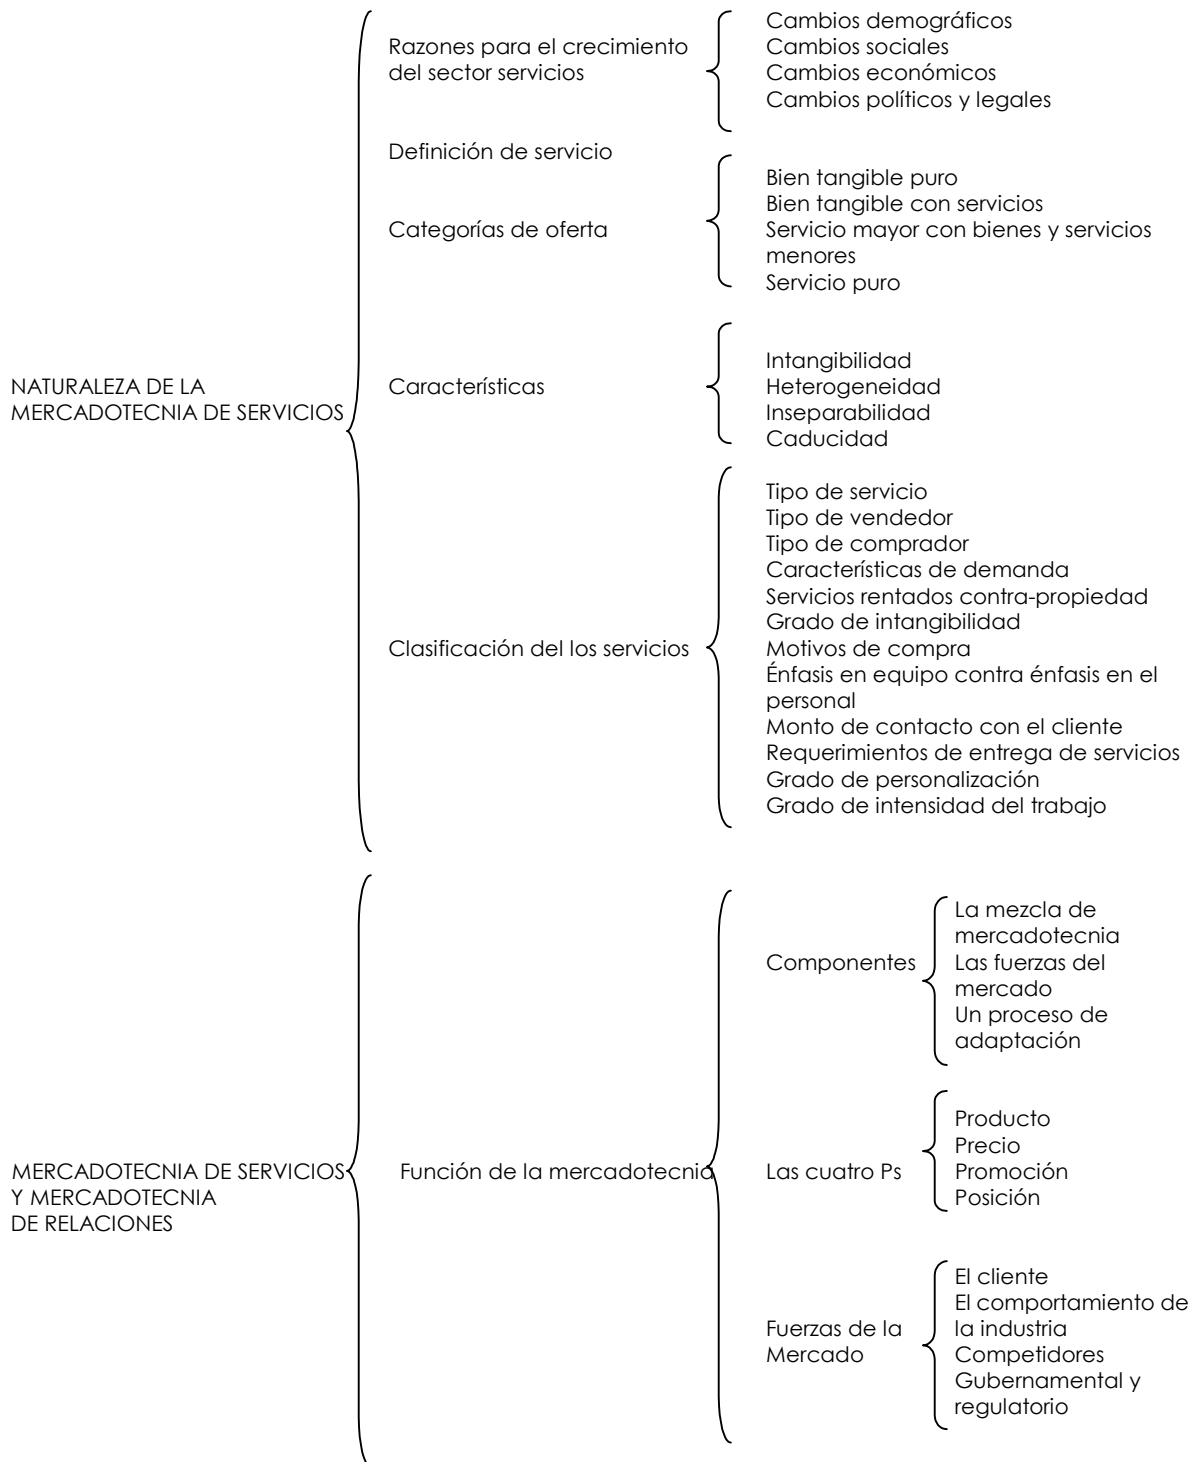 Razones para el crecimiento
del sector servicios
Cambios demográficos
Cambios sociales
Cambios económicos
Cambios políticos y legales
Definición de servicio
Categorías de oferta
Bien tangible puro
Bien tangible con servicios
Servicio mayor con bienes y servicios
menores
Servicio puro
NATURALEZA DE LA
MERCADOTECNIA DE SERVICIOS
Características
Intangibilidad
Heterogeneidad
Inseparabilidad
Caducidad
Clasificación del los servicios
Tipo de servicio
Tipo de vendedor
Tipo de comprador
Características de demanda
Servicios rentados contra-propiedad
Grado de intangibilidad
Motivos de compra
Énfasis en equipo contra énfasis en el
personal
Monto de contacto con el cliente
Requerimientos de entrega de servicios
Grado de personalización
Grado de intensidad del trabajo
MERCADOTECNIA DE SERVICIOS
Y MERCADOTECNIA
DE RELACIONES
Función de la mercadotecnia
Componentes
La mezcla de
mercadotecnia
Las fuerzas del
mercado
Un proceso de
adaptación
Las cuatro Ps
Producto
Precio
Promoción
Posición
Fuerzas de la
Mercado
El cliente
El comportamiento de
la industria
Competidores
Gubernamental y
regulatorio